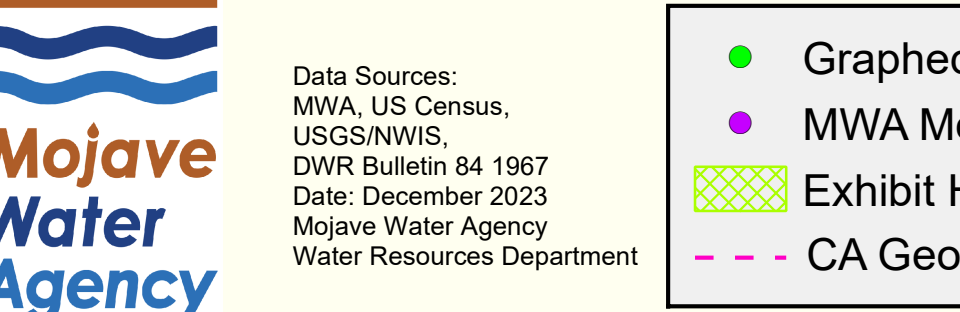 Mojave
Water
Agency
Data Sources:
MWA, US Census,
USGS/NWIS,
DWR Bulletin 84 1967
Date: December 2023
Mojave Water Agency
Water Resources Department
Graphed
MWA Mo
Exhibit H
CA Geo